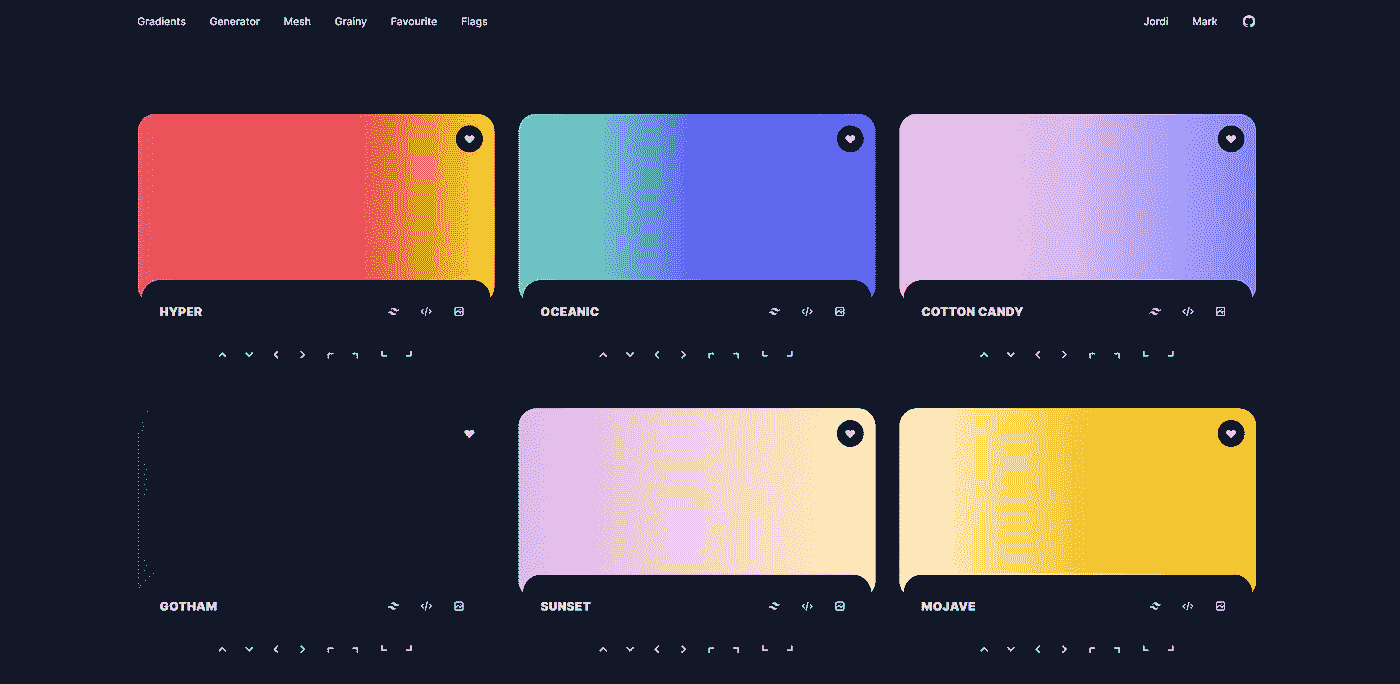 Gradients Generator Mesh Grainy Favourite Flags Jordi Mark
HYPER OCEANIC COTTON CANDY
GOTHAM SUNSET MOJAVE